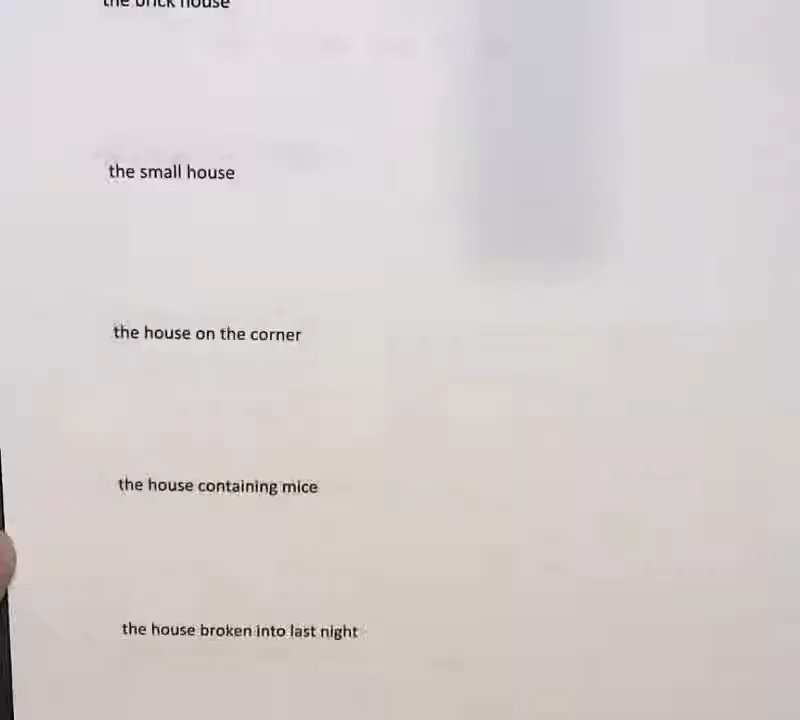 the brick house
the small house
the house on the corner
the house containing mice
the house broken into last night